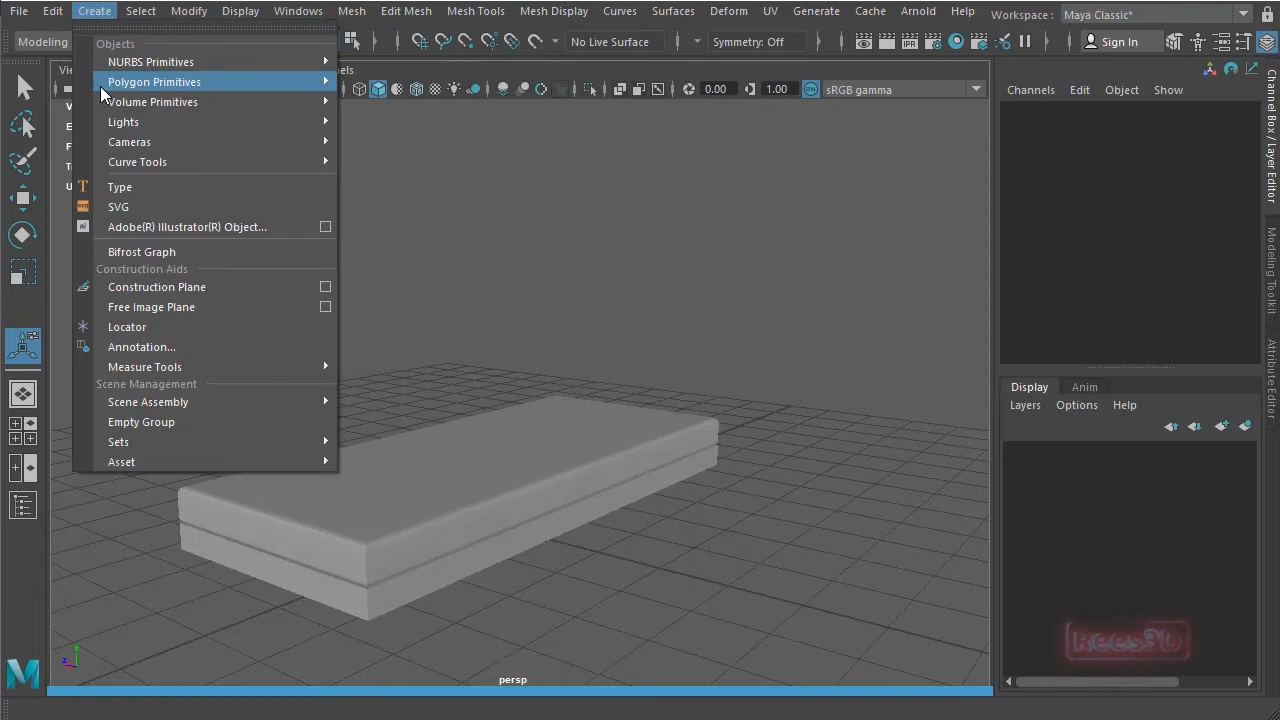 File Edit Create Select Modify Display Windows Mesh Edit Mesh Mesh Tools Mesh Display Curves Surfaces Deform UV Generate Cache Arnold Help Workspace: Maya Classic*
Modeling No Live Surface Symmetry: Off Sign In
Objects
NURBS Primitives
Polygon Primitives
Volume Primitives
Lights
Cameras
Curve Tools
Type
SVG
Adobe(R) Illustrator(R) Object...
Bifrost Graph
Construction Aids
Construction Plane
Free Image Plane
Locator
Annotation...
Measure Tools
Scene Management
Scene Assembly
Empty Group
Sets
Asset
0.00 1.00 ON sRGB gamma
persp
Channels Edit Object Show
Display Anim
Layers Options Help
Channel Box / Layer Editor
Modeling Toolkit
Attribute Editor
Rees3D